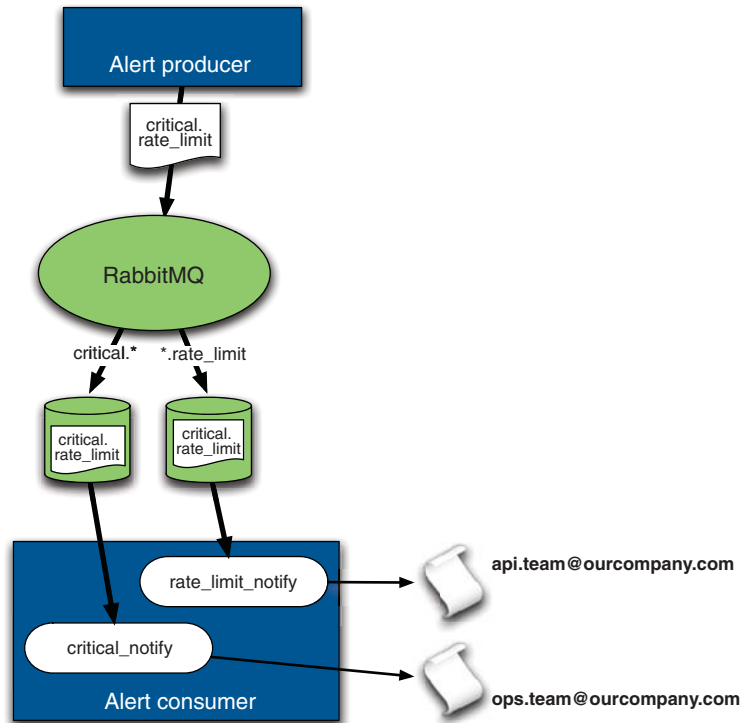 Alert producer
critical.
rate_limit
RabbitMQ
critical.* *.rate_limit
critical.
rate_limit
critical.
rate_limit
rate_limit_notify
api.team@ourcompany.com
critical_notify
ops.team@ourcompany.com
Alert consumer